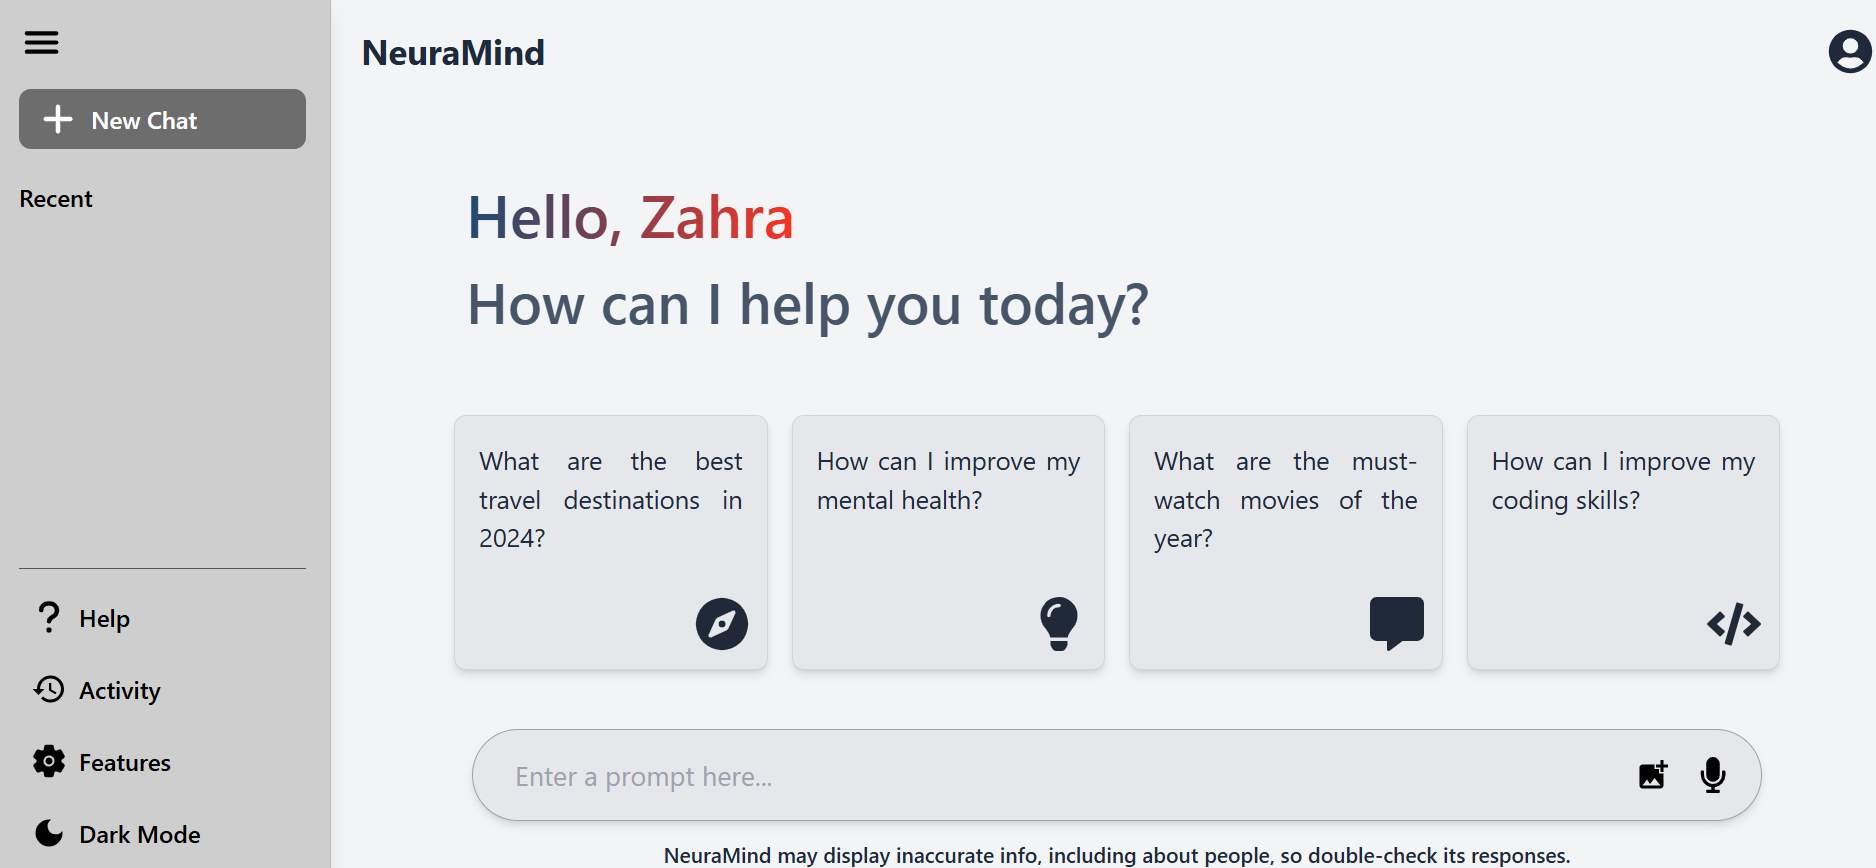 NeuraMind
New Chat
Recent
Hello, Zahra
How can I help you today?
What are the best
travel destinations in
2024?
How can I improve my
mental health?
What are the must-
watch movies of the
year?
How can I improve my
coding skills?
Help
Activity
Features
Dark Mode
Enter a prompt here...
NeuraMind may display inaccurate info, including about people, so double-check its responses.